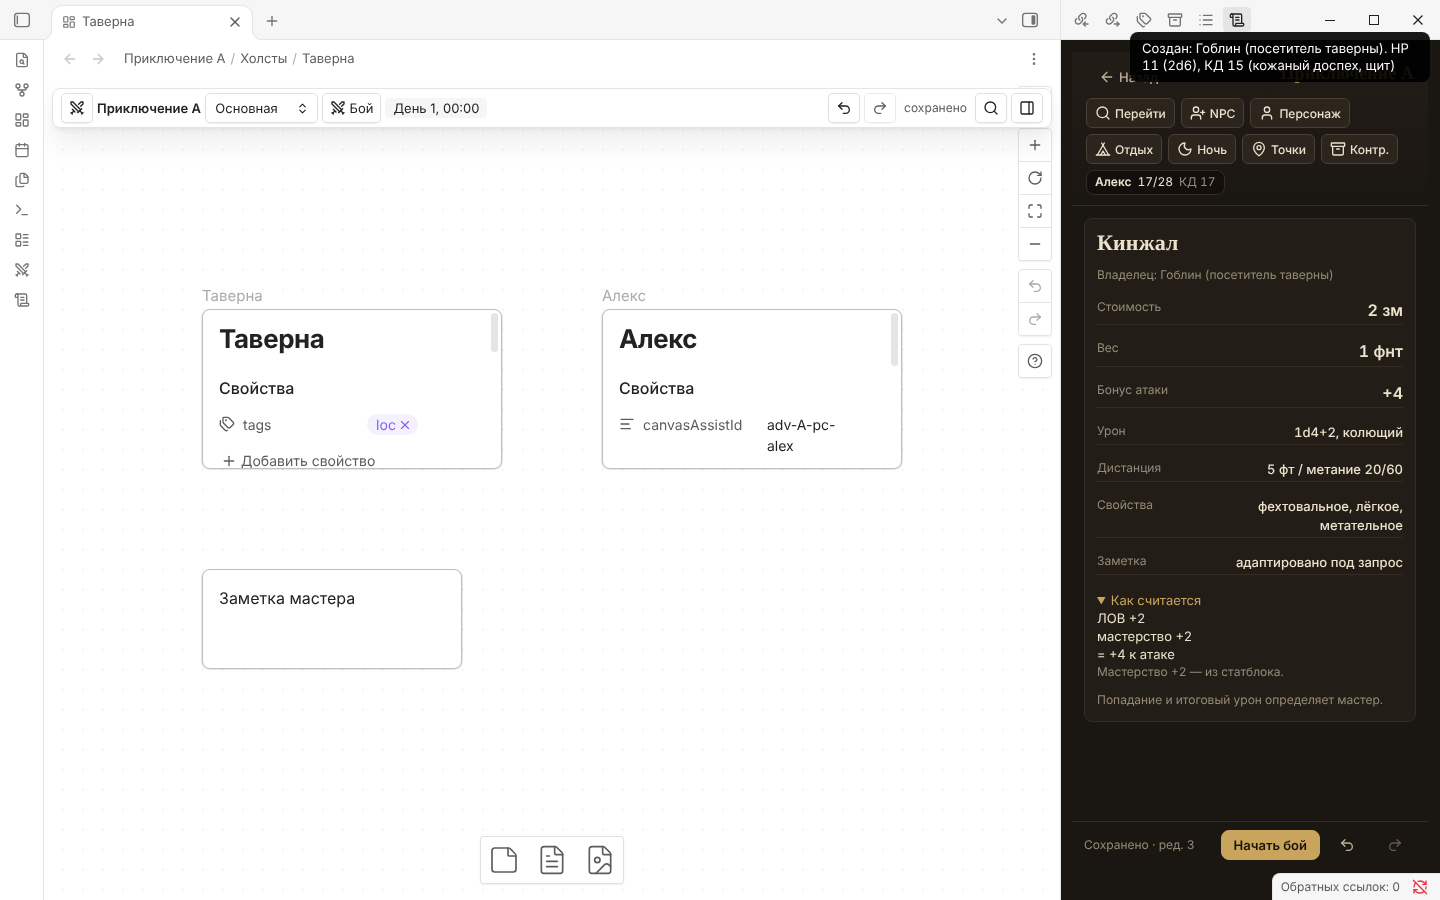 Таверна
Приключение A / Холсты / Таверна
Приключение A
Основная
Бой
День 1, 00:00
сохранено
Таверна
Таверна
Свойства
tags
loc
Добавить свойство
Алекс
Алекс
Свойства
canvasAssistId
adv-A-pc-
alex
Заметка мастера
Создан: Гоблин (посетитель таверны). HP
11 (2d6), КД 15 (кожаный доспех, щит)
Назад
Приключение A
Перейти
NPC
Персонаж
Отдых
Ночь
Точки
Контр.
Алекс 17/28 КД 17
Кинжал
Владелец: Гоблин (посетитель таверны)
Стоимость
2 зм
Вес
1 фнт
Бонус атаки
+4
Урон
1d4+2, колющий
Дистанция
5 фт / метание 20/60
Свойства
фехтовальное, лёгкое,
метательное
Заметка
адаптировано под запрос
Как считается
ЛОВ +2
мастерство +2
= +4 к атаке
Мастерство +2 — из статблока.
Попадание и итоговый урон определяет мастер.
Сохранено · ред. 3
Начать бой
Обратных ссылок: 0